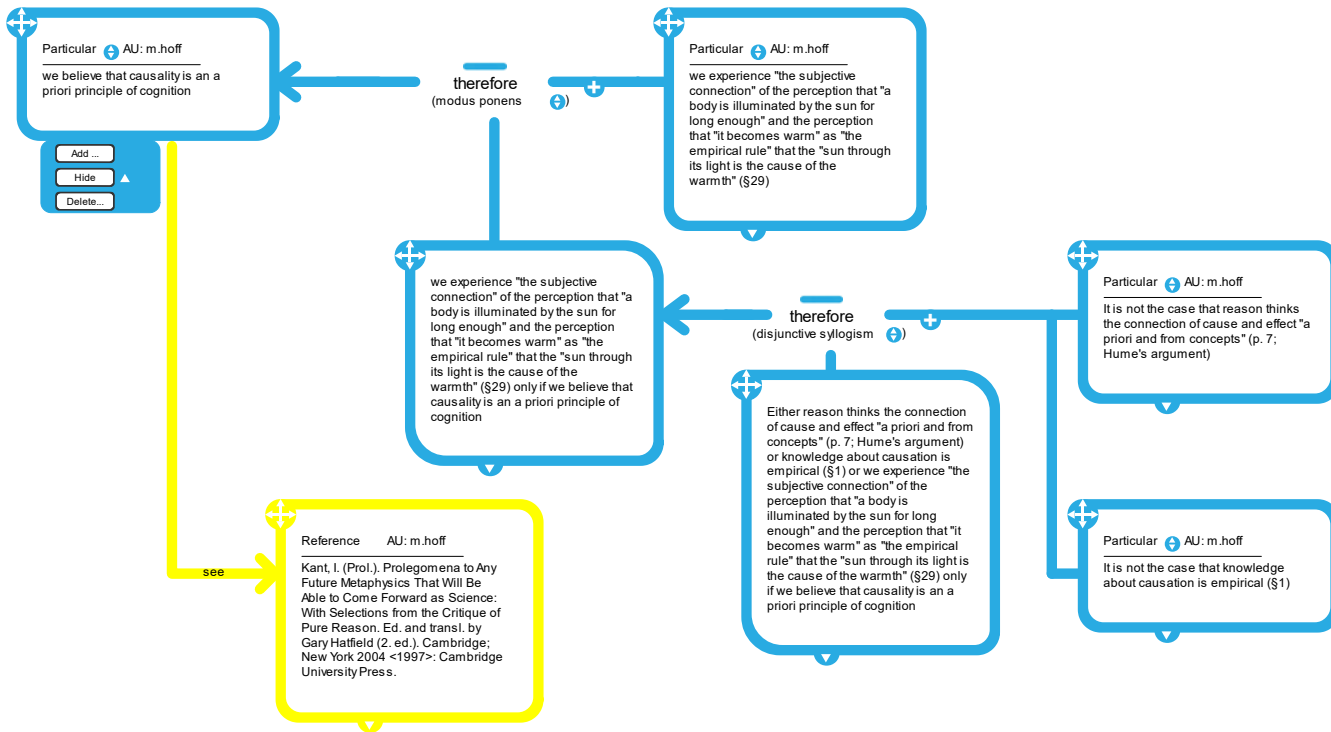 Particular AU: m.hoff
we believe that causality is an a
priori principle of cognition
Add ...
Hide
Delete...
therefore
(modus ponens )
Particular AU: m.hoff
we experience "the subjective
connection" of the perception that "a
body is illuminated by the sun for
long enough" and the perception
that "it becomes warm" as "the
empirical rule" that the "sun through
its light is the cause of the
warmth" (§29)
we experience "the subjective
connection" of the perception that "a
body is illuminated by the sun for
long enough" and the perception
that "it becomes warm" as "the
empirical rule" that the "sun through
its light is the cause of the
warmth" (§29) only if we believe that
causality is an a priori principle of
cognition
therefore
(disjunctive syllogism )
Particular AU: m.hoff
It is not the case that reason thinks
the connection of cause and effect "a
priori and from concepts" (p. 7;
Hume's argument)
Either reason thinks the connection
of cause and effect "a priori and from
concepts" (p. 7; Hume's argument)
or knowledge about causation is
empirical (§1) or we experience "the
subjective connection" of the
perception that "a body is
illuminated by the sun for long
enough" and the perception that "it
becomes warm" as "the empirical
rule" that the "sun through its light is
the cause of the warmth" (§29) only
if we believe that causality is an a
priori principle of cognition
Particular AU: m.hoff
It is not the case that knowledge
about causation is empirical (§1)
see
Reference AU: m.hoff
Kant, I. (Prol.). Prolegomena to Any
Future Metaphysics That Will Be
Able to Come Forward as Science:
With Selections from the Critique of
Pure Reason. Ed. and transl. by
Gary Hatfield (2. ed.). Cambridge;
New York 2004 <1997>: Cambridge
University Press.